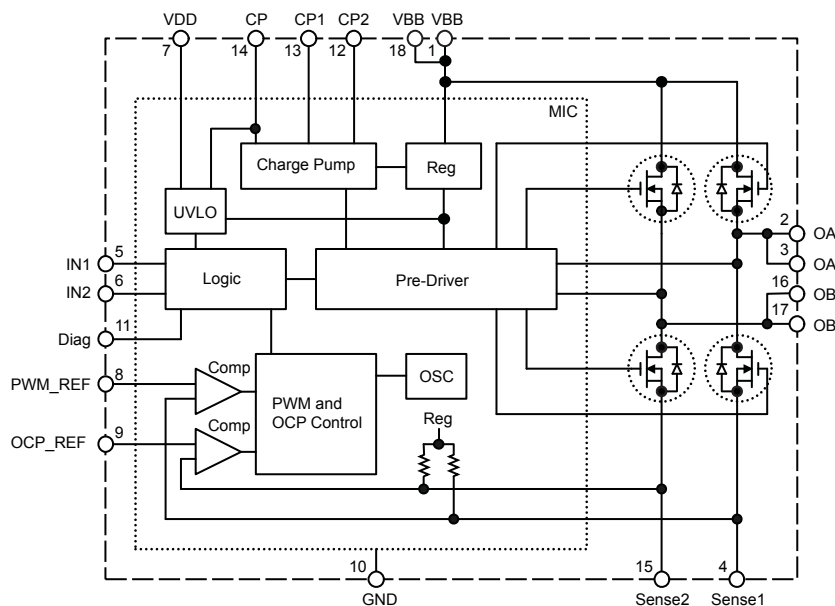 VDD CP CP1 CP2 VBB VBB
7 14 13 12 18 1
MIC
Charge Pump
Reg
UVLO
2 OA
3 OA
IN1 5
IN2 6
Logic
Pre-Driver
16 OB
17 OB
Diag 11
PWM_REF 8
Comp
PWM and
OCP Control
OSC
OCP_REF 9
Comp
Reg
10
GND
15
Sense2
4
Sense1